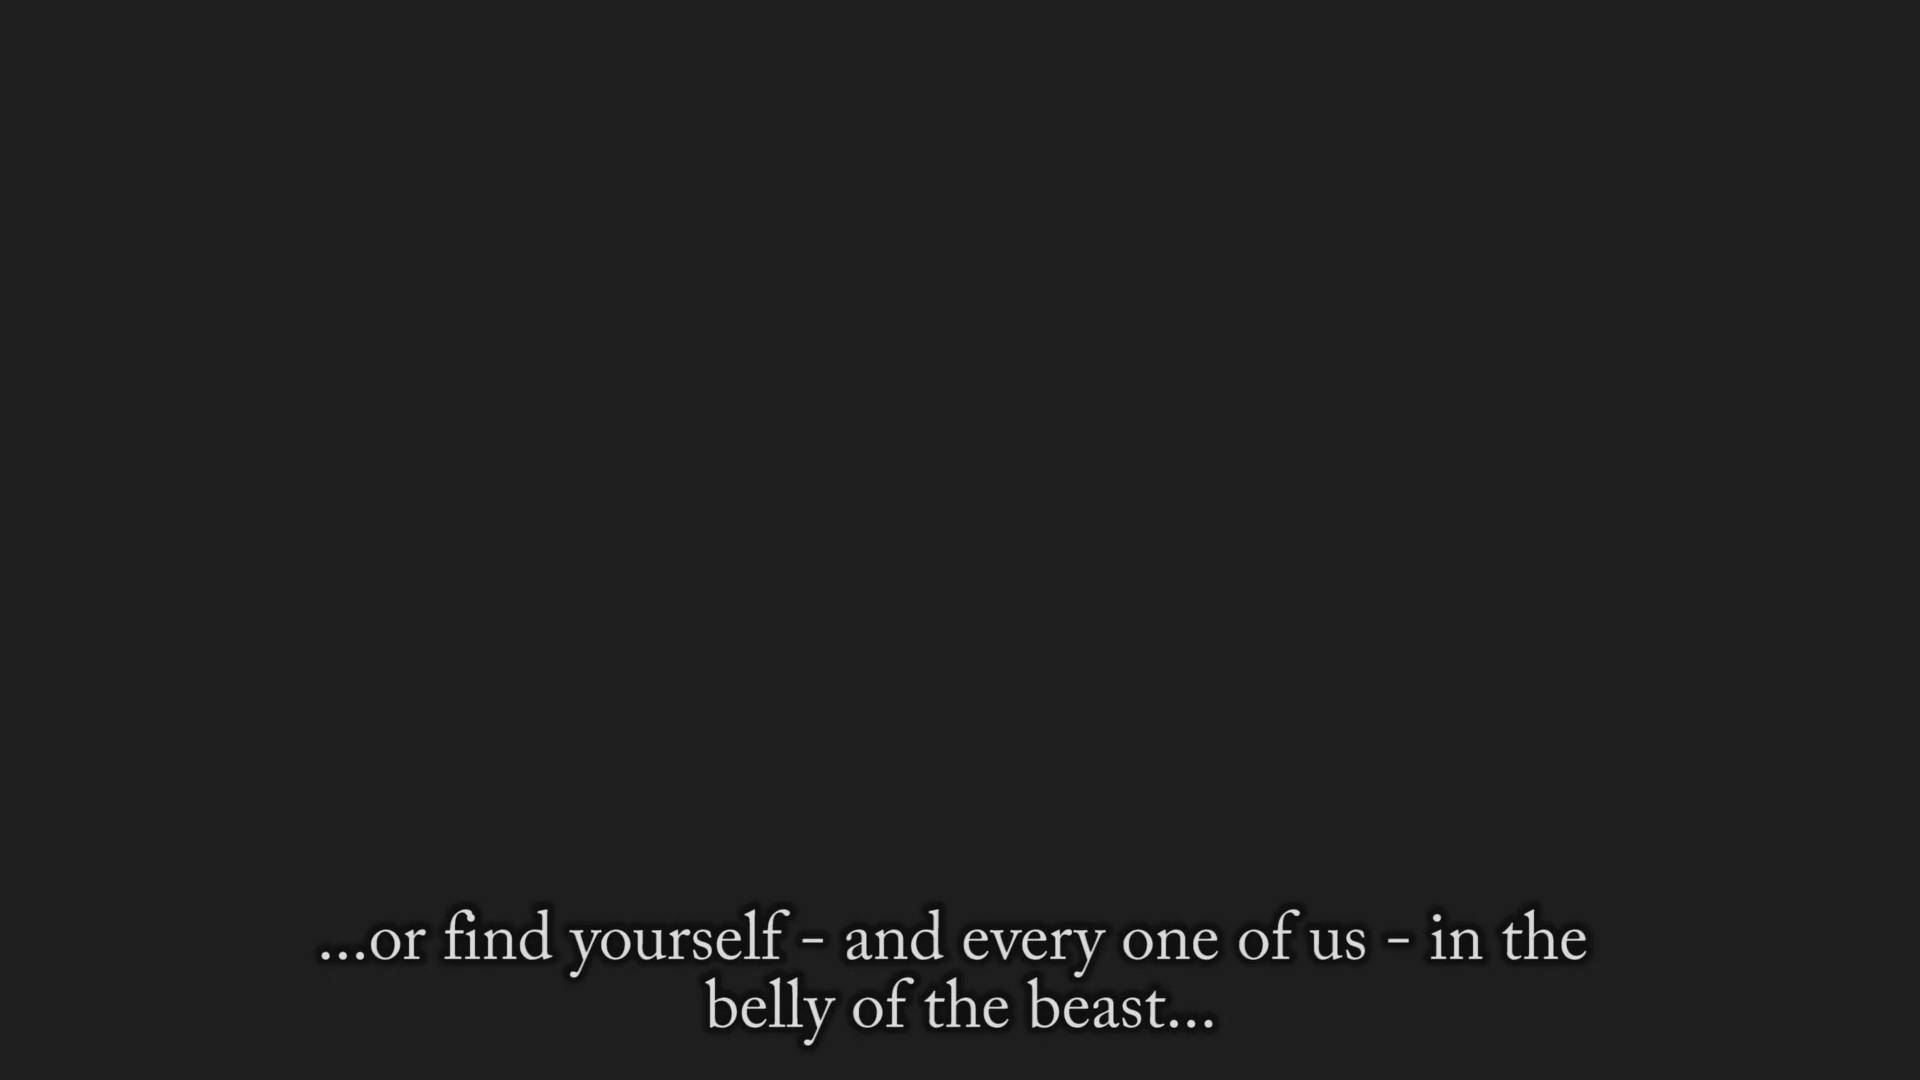 ...or find yourself - and every one of us - in the
belly of the beast...